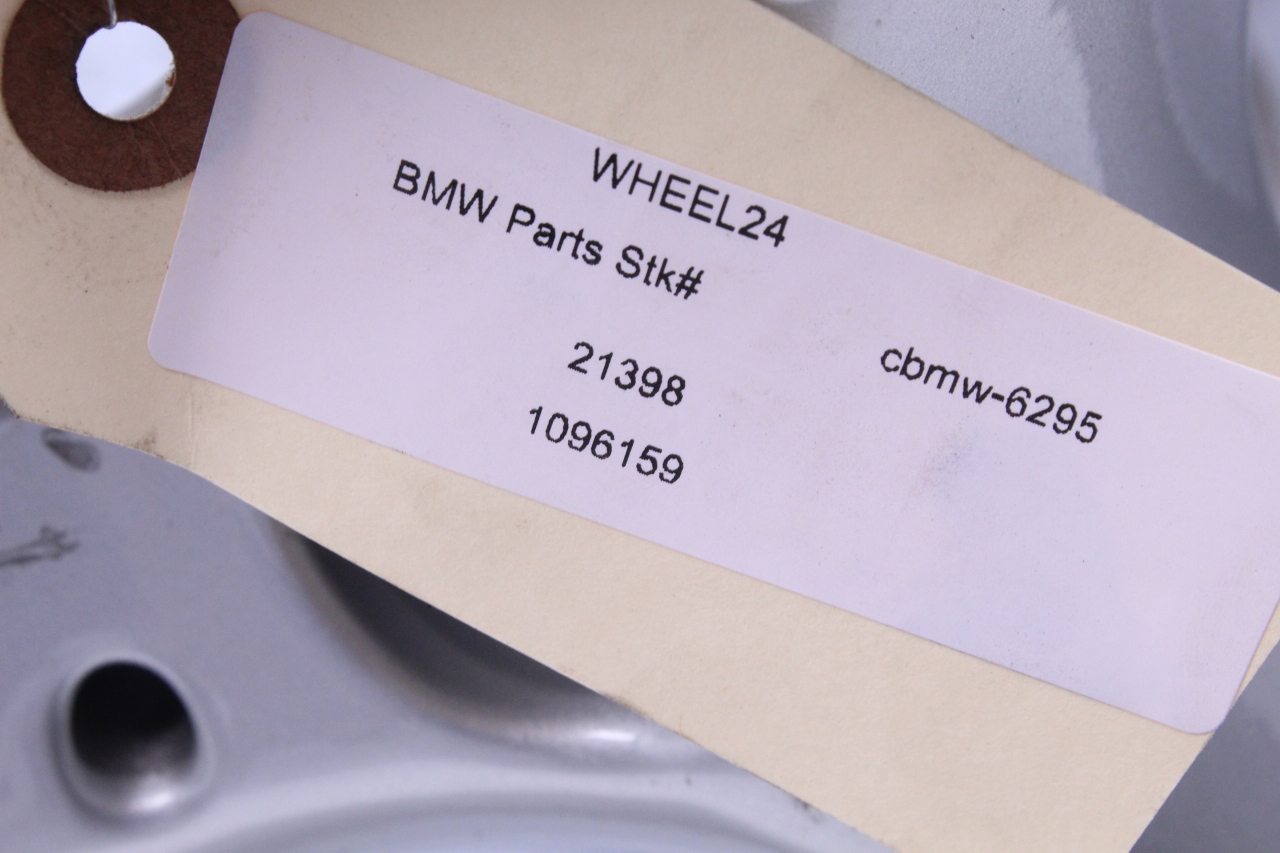 WHEEL24
BMW Parts Stk#
21398
cbmw-6295
1096159